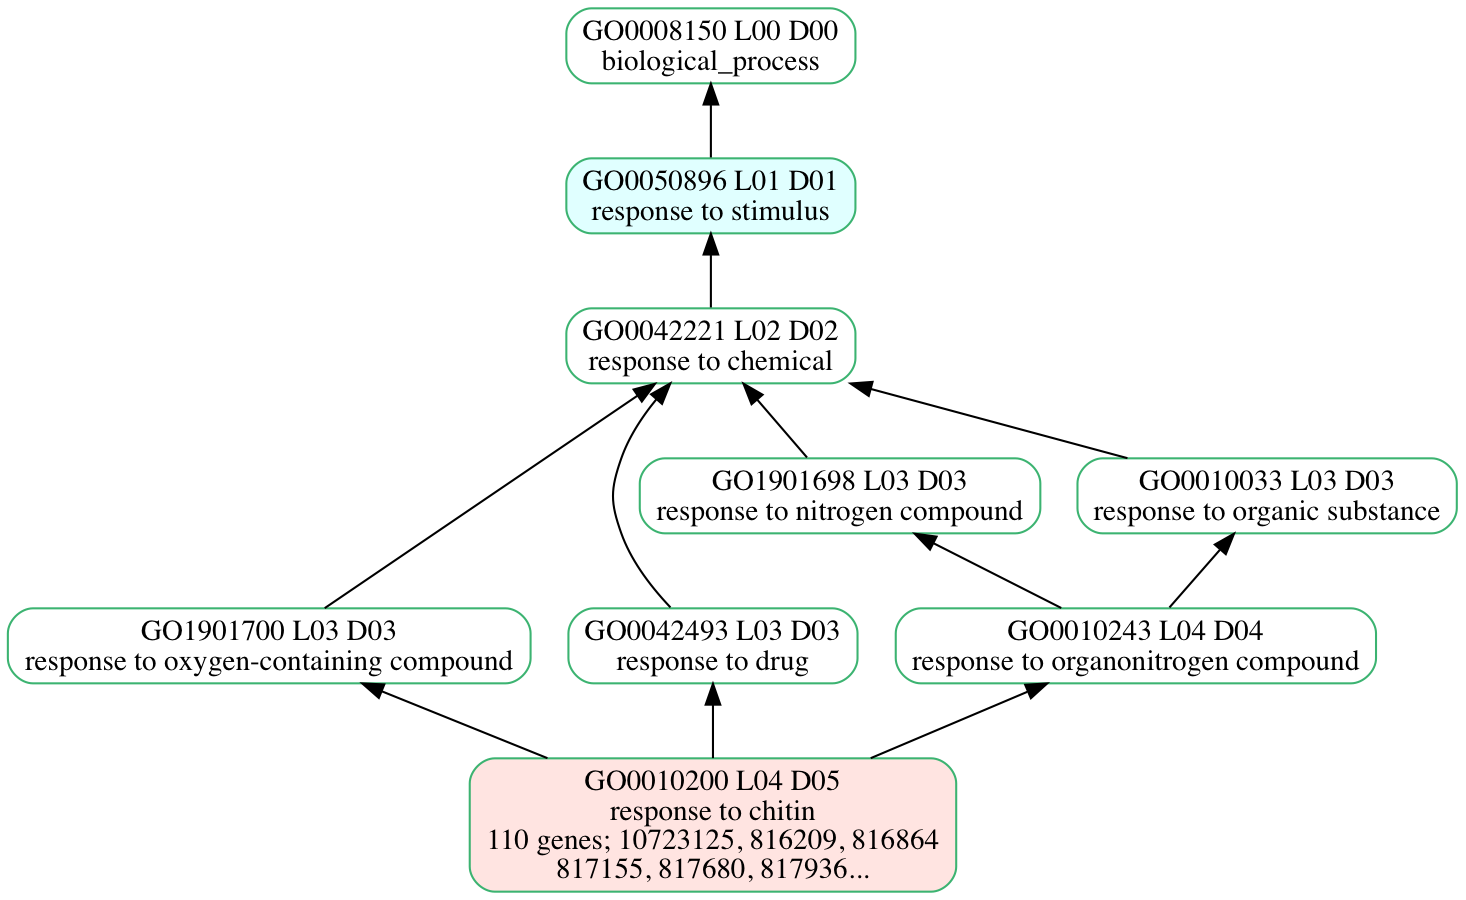 GO0008150 L00 D00
biological_process
GO0050896 L01 D01
response to stimulus
GO0042221 L02 D02
response to chemical
GO1901698 L03 D03
response to nitrogen compound
GO0010033 L03 D03
response to organic substance
GO1901700 L03 D03
response to oxygen-containing compound
GO0042493 L03 D03
response to drug
GO0010243 L04 D04
response to organonitrogen compound
GO0010200 L04 D05
response to chitin
110 genes; 10723125, 816209, 816864
817155, 817680, 817936...